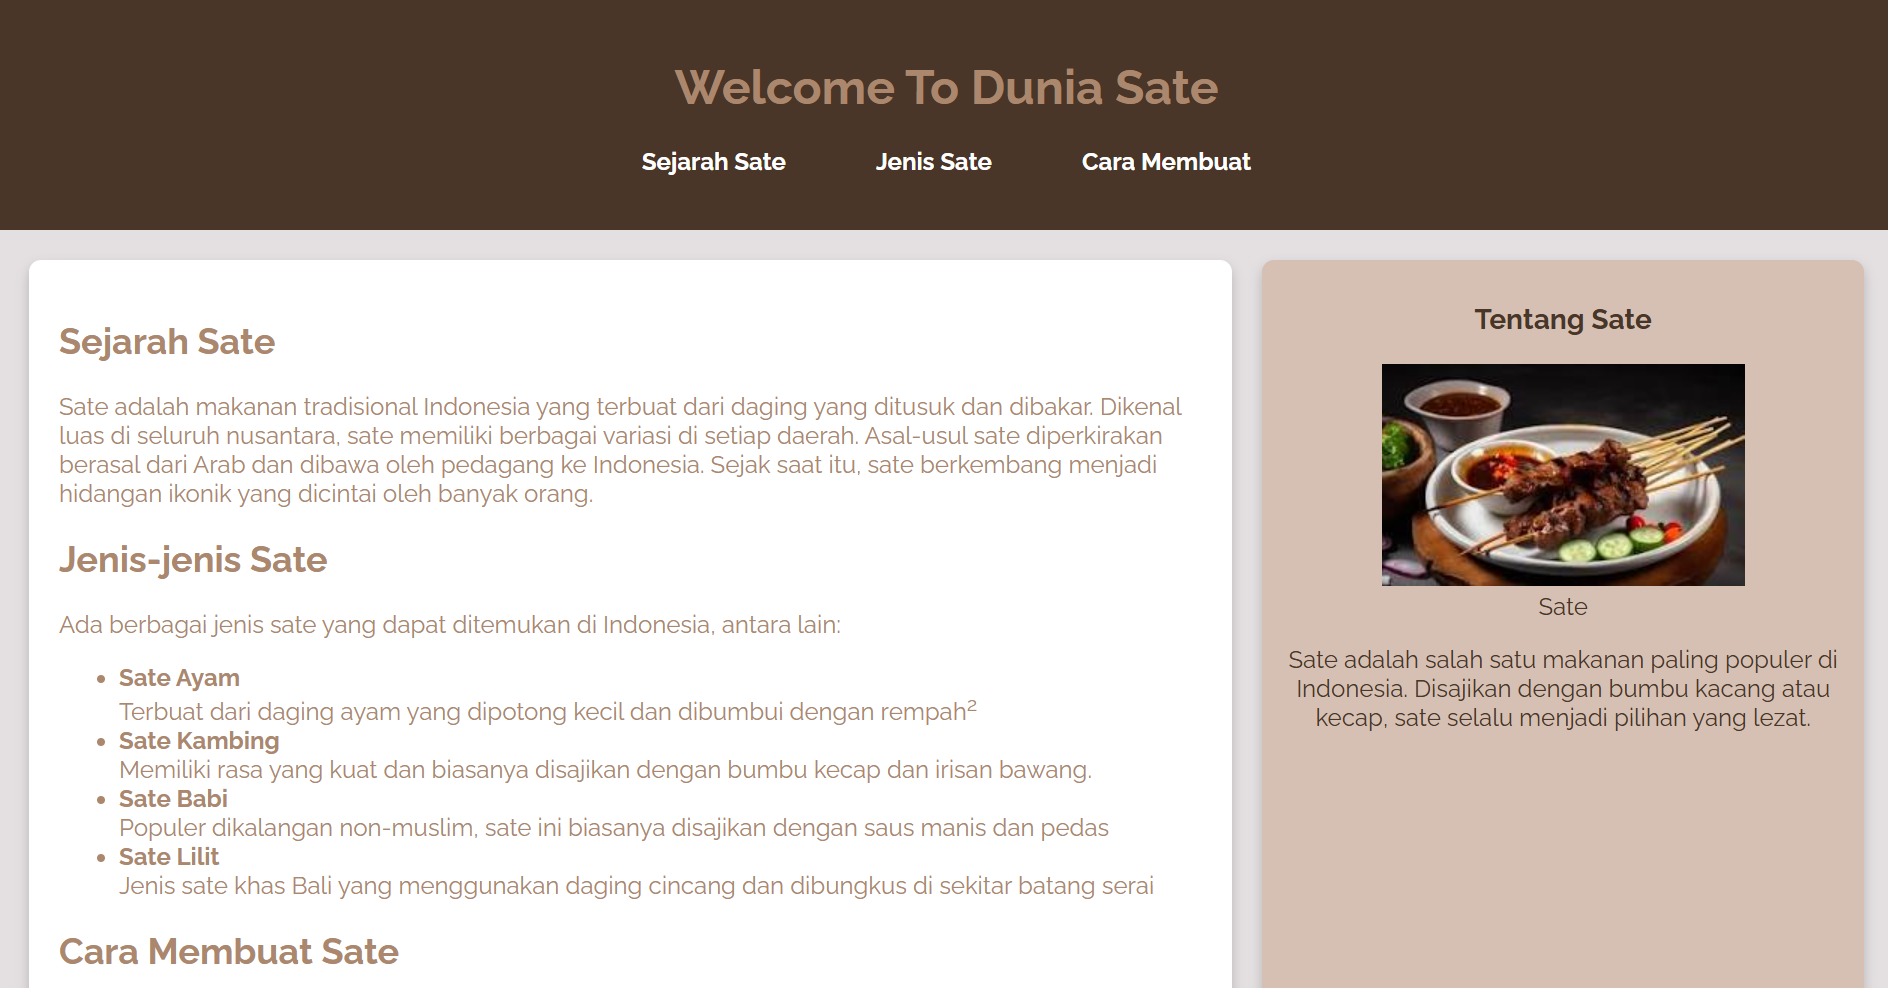 Welcome To Dunia Sate
Sejarah Sate Jenis Sate Cara Membuat
Sejarah Sate
Sate adalah makanan tradisional Indonesia yang terbuat dari daging yang ditusuk dan dibakar. Dikenal
luas di seluruh nusantara, sate memiliki berbagai variasi di setiap daerah. Asal-usul sate diperkirakan
berasal dari Arab dan dibawa oleh pedagang ke Indonesia. Sejak saat itu, sate berkembang menjadi
hidangan ikonik yang dicintai oleh banyak orang.
Jenis-jenis Sate
Ada berbagai jenis sate yang dapat ditemukan di Indonesia, antara lain:
• Sate Ayam
Terbuat dari daging ayam yang dipotong kecil dan dibumbui dengan rempah²
• Sate Kambing
Memiliki rasa yang kuat dan biasanya disajikan dengan bumbu kecap dan irisan bawang.
• Sate Babi
Populer dikalangan non-muslim, sate ini biasanya disajikan dengan saus manis dan pedas
• Sate Lilit
Jenis sate khas Bali yang menggunakan daging cincang dan dibungkus di sekitar batang serai
Cara Membuat Sate
Tentang Sate
Sate
Sate adalah salah satu makanan paling populer di
Indonesia. Disajikan dengan bumbu kacang atau
kecap, sate selalu menjadi pilihan yang lezat.